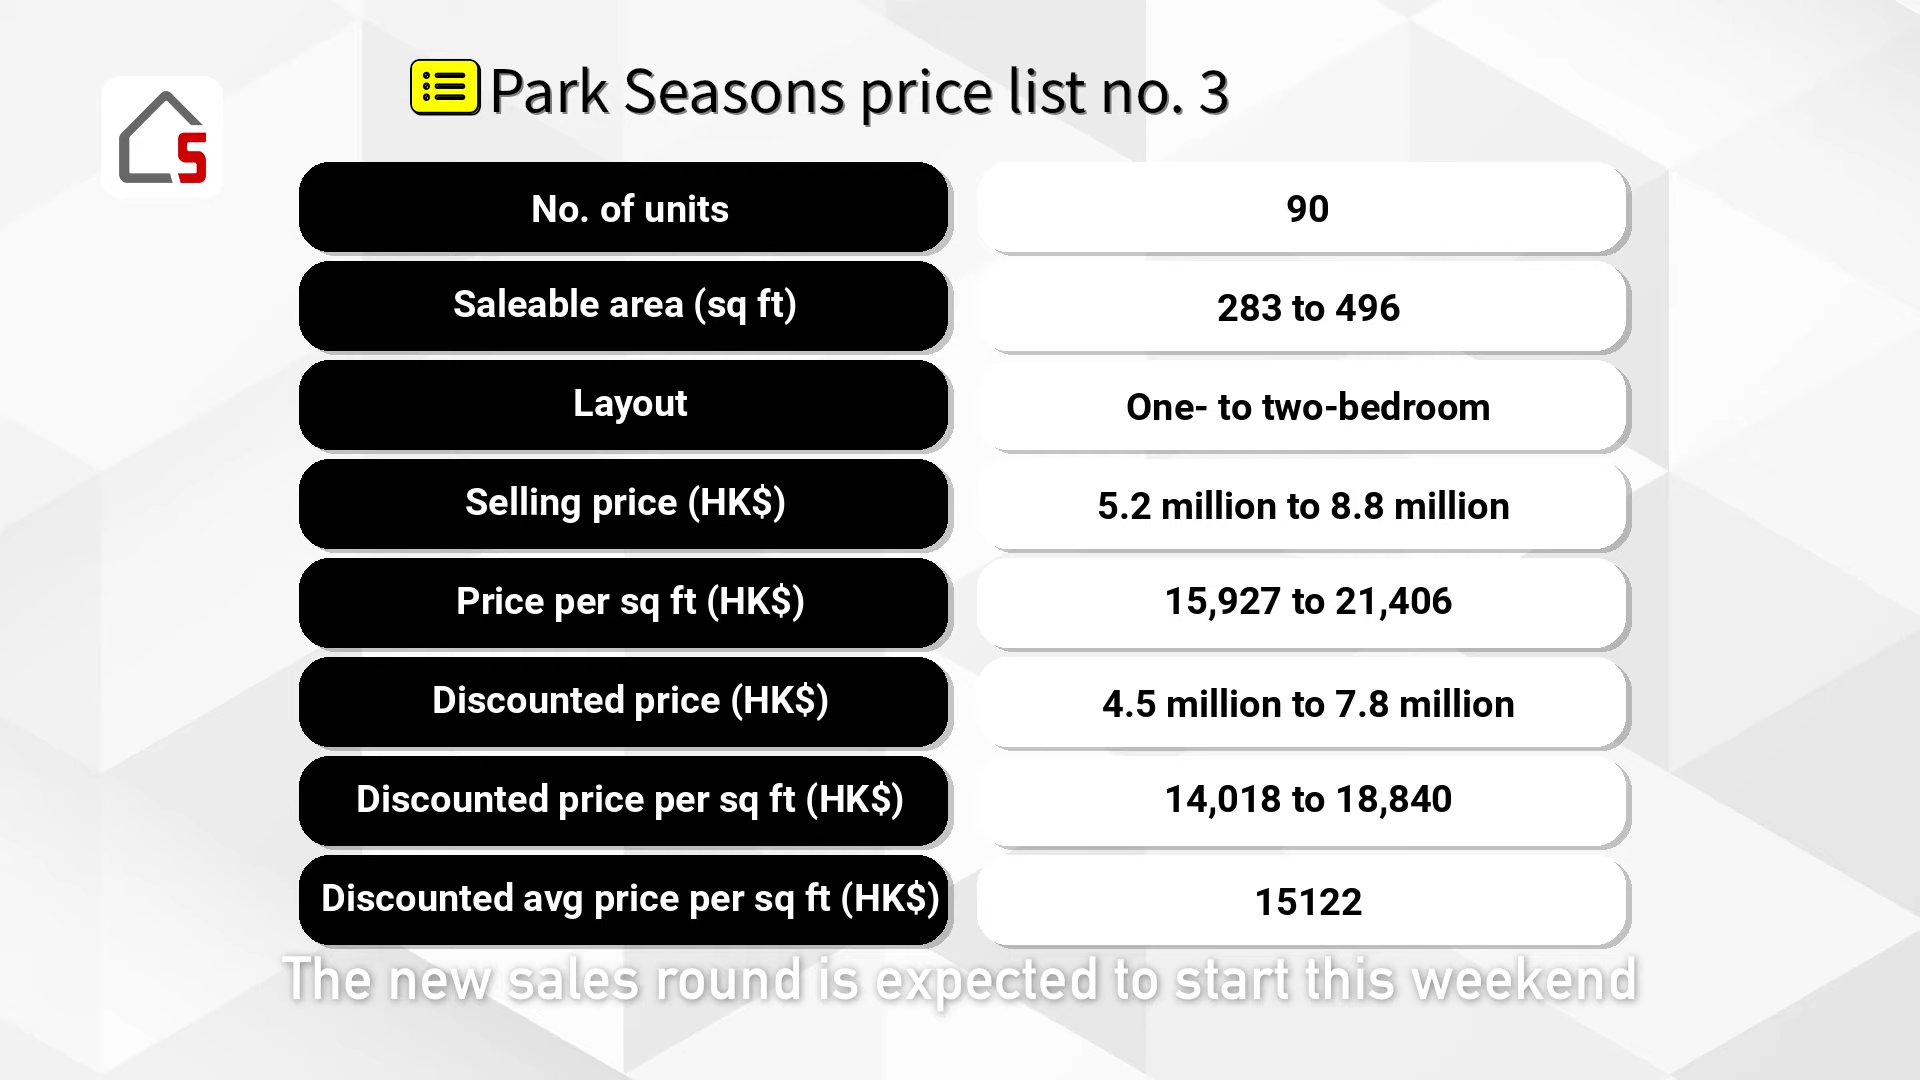 Park Seasons price list no. 3
S
No. of units 90
Saleable area (sq ft) 283 to 496
Layout One- to two-bedroom
Selling price (HK$) 5.2 million to 8.8 million
Price per sq ft (HK$) 15,927 to 21,406
Discounted price (HK$) 4.5 million to 7.8 million
Discounted price per sq ft (HK$) 14,018 to 18,840
Discounted avg price per sq ft (HK$) 15122
The new sales round is expected to start this weekend